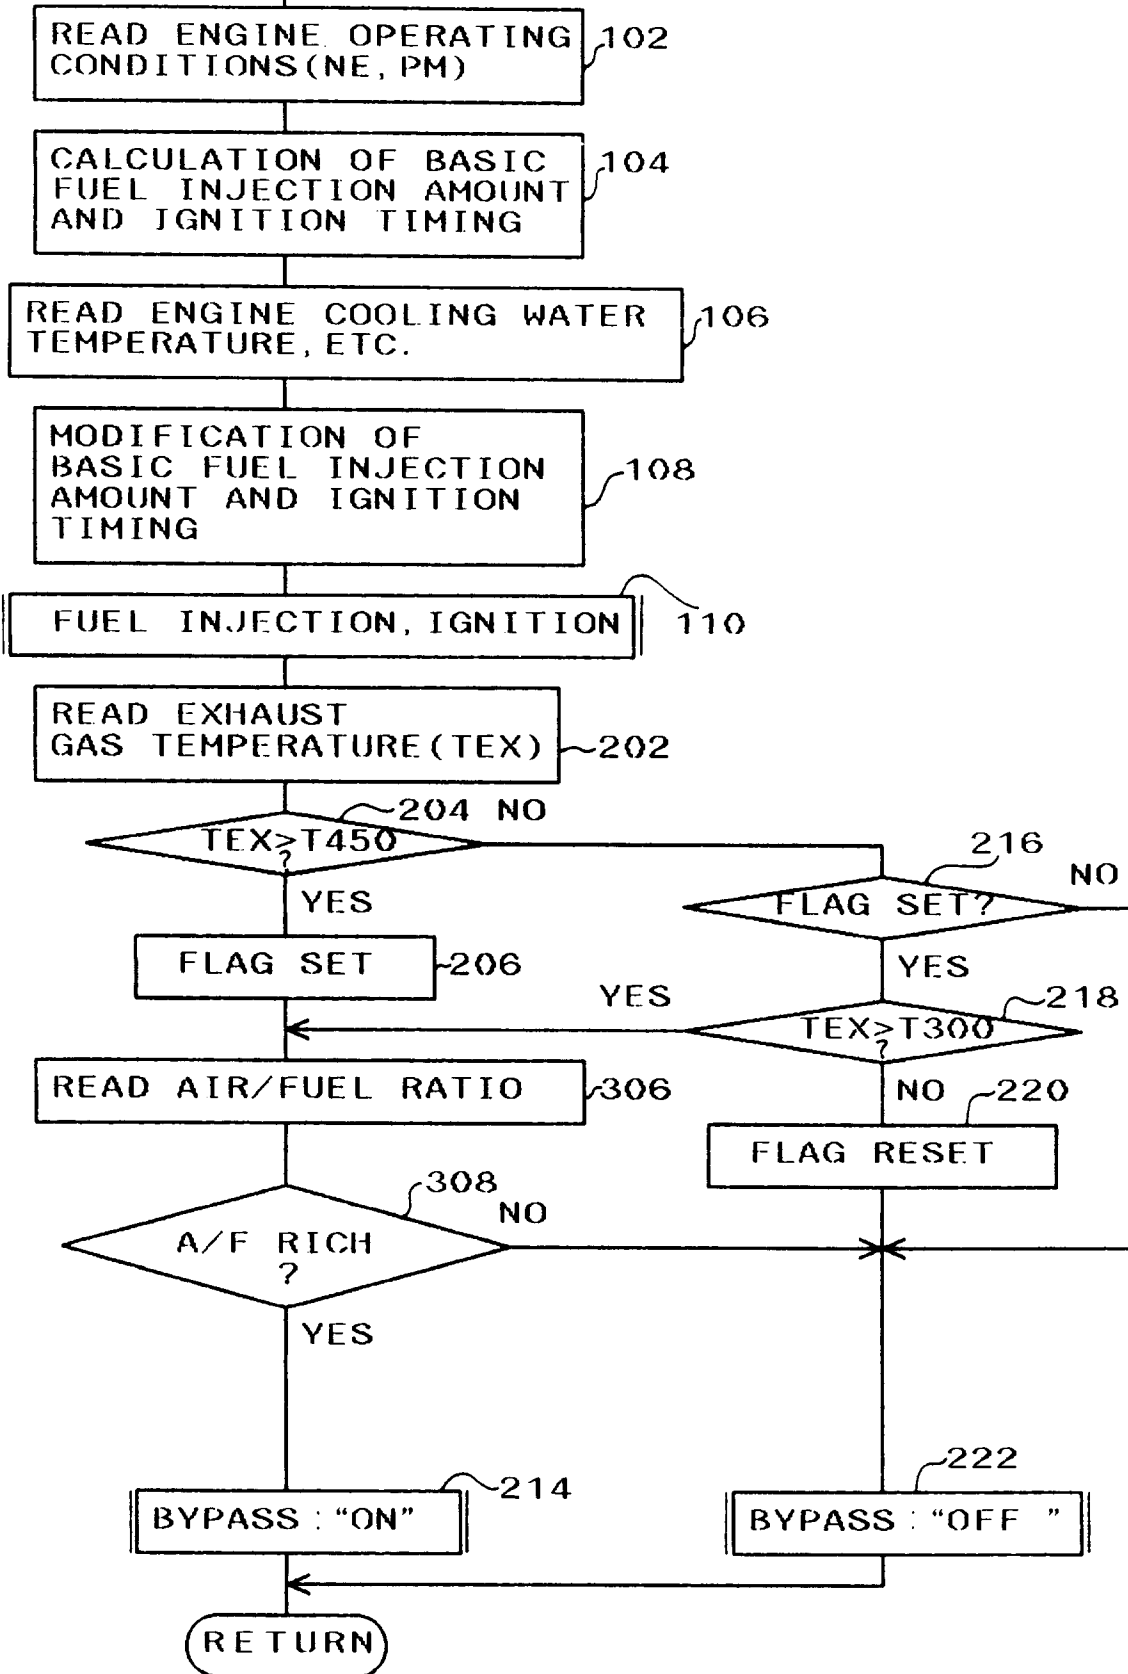 READ ENGINE OPERATING
CONDITIONS(NE, PM)
102
CALCULATION OF BASIC
FUEL INJECTION AMOUNT
AND IGNITION TIMING
104
READ ENGINE COOLING WATER
TEMPERATURE, ETC.
106
MODIFICATION OF
BASIC FUEL INJECTION
AMOUNT AND IGNITION
TIMING
108
FUEL INJECTION, IGNITION
110
READ EXHAUST
GAS TEMPERATURE(TEX)
202
204 NO
TEX≥T450
?
YES
216
NO
FLAG SET?
FLAG SET
206
YES
YES
218
TEX≥T300
?
READ AIR/FUEL RATIO
306
NO
220
FLAG RESET
308
NO
A/F RICH
?
YES
214
BYPASS : “ON”
222
BYPASS : “OFF ”
RETURN